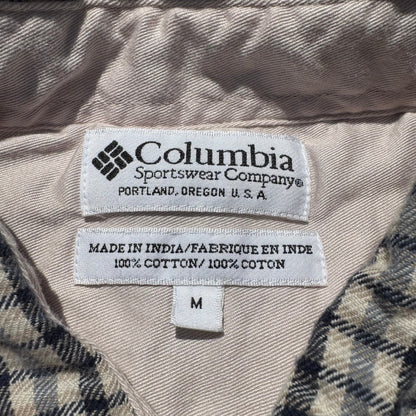 Columbia
Sportswear Company®
PORTLAND, OREGON U.S.A.
MADE IN INDIA/FABRIQUE EN INDE
100% COTTON/100% COTON
M